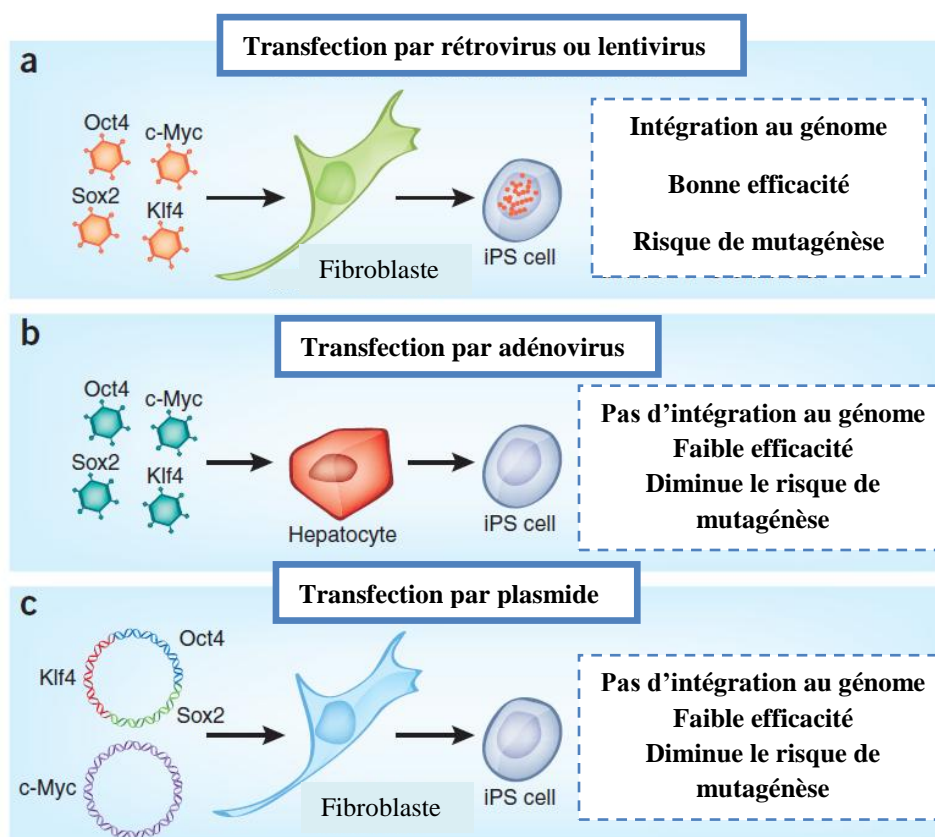 Transfection par rétrovirus ou lentivirus
a
Oct4
c-Myc
Sox2
Klf4
Fibroblaste
iPS cell
Intégration au génome
Bonne efficacité
Risque de mutagénèse
b
Transfection par adénovirus
Oct4
c-Myc
Sox2
Klf4
Hepatocyte
iPS cell
Pas d’intégration au génome
Faible efficacité
Diminue le risque de
mutagénèse
c
Transfection par plasmide
Oct4
Klf4
Sox2
c-Myc
Fibroblaste
iPS cell
Pas d’intégration au génome
Faible efficacité
Diminue le risque de
mutagénèse